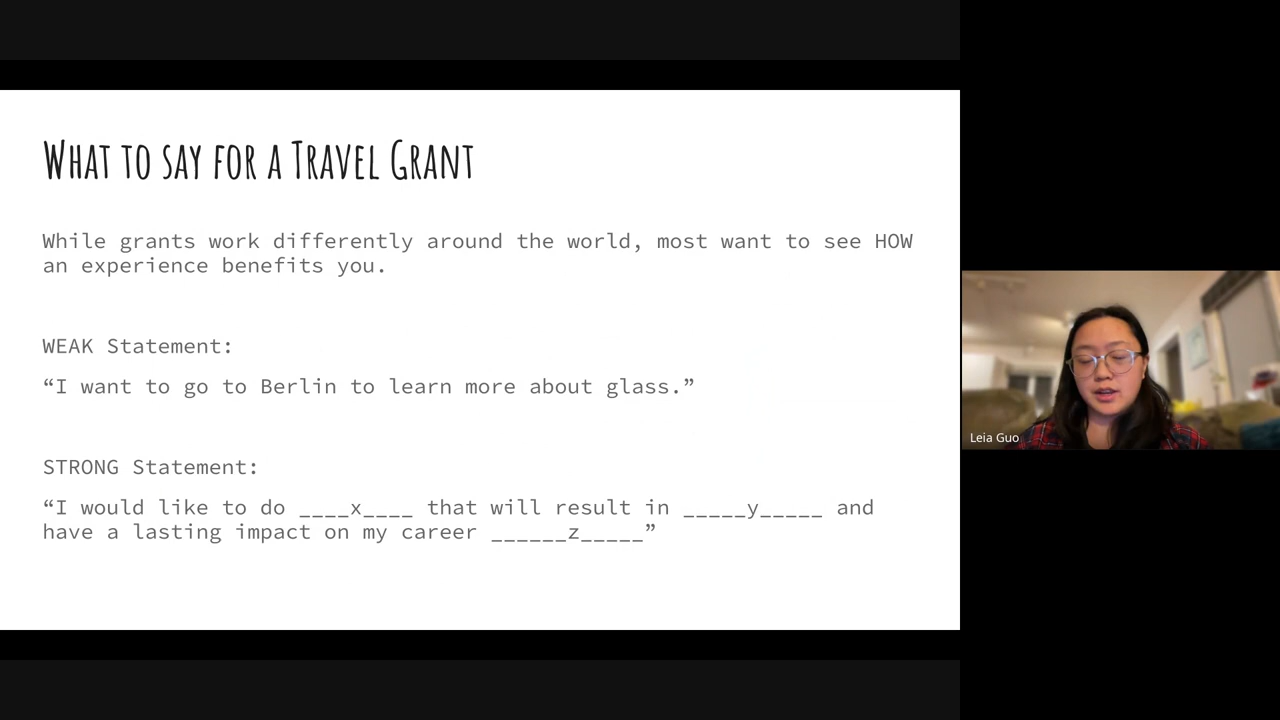 What to say for a Travel Grant
While grants work differently around the world, most want to see HOW
an experience benefits you.
WEAK Statement:
“I want to go to Berlin to learn more about glass.”
STRONG Statement:
“I would like to do ____x____ that will result in _____y_____ and
have a lasting impact on my career ______z_____”
Leia Guo